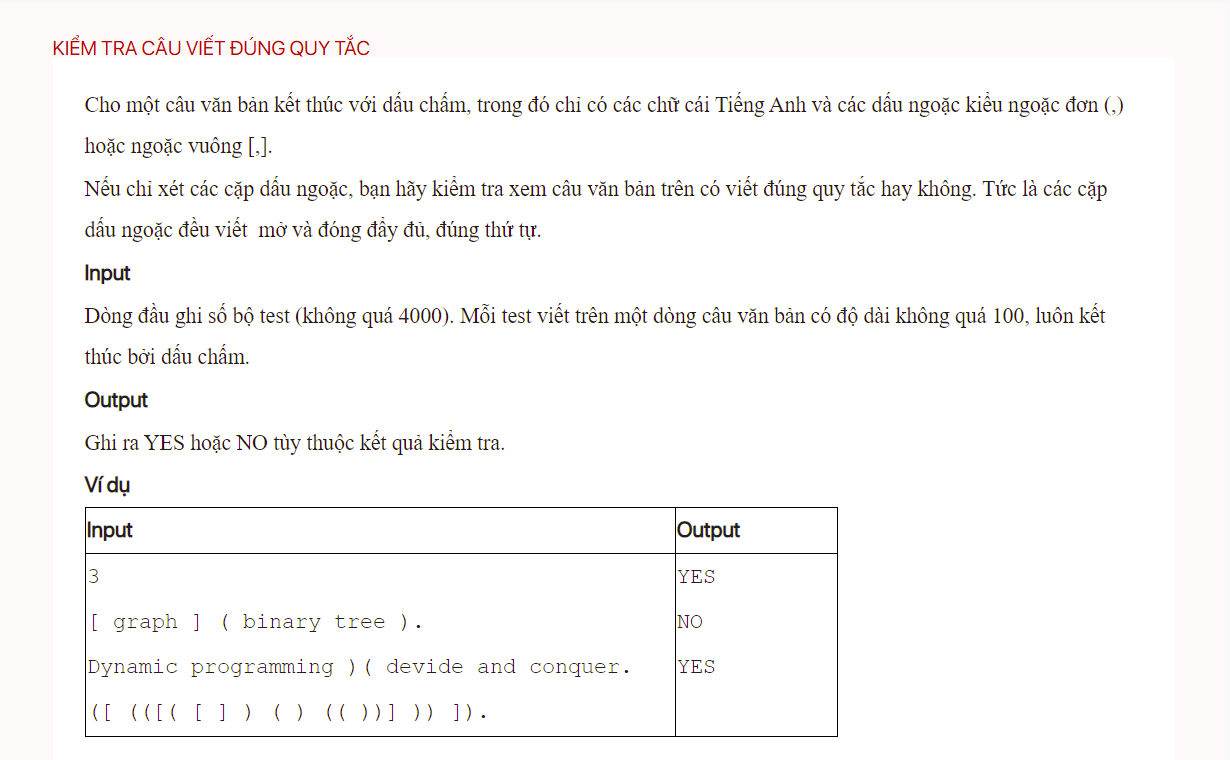 KIỂM TRA CÂU VIẾT ĐÚNG QUY TẮC
Cho một câu văn bản kết thúc với dấu chấm, trong đó chỉ có các chữ cái Tiếng Anh và các dấu ngoặc kiểu ngoặc đơn (,)
hoặc ngoặc vuông [,].
Nếu chỉ xét các cặp dấu ngoặc, bạn hãy kiểm tra xem câu văn bản trên có viết đúng quy tắc hay không. Tức là các cặp
dấu ngoặc đều viết  mở và đóng đầy đủ, đúng thứ tự.
Input
Dòng đầu ghi số bộ test (không quá 4000). Mỗi test viết trên một dòng câu văn bản có độ dài không quá 100, luôn kết
thúc bởi dấu chấm.
Output
Ghi ra YES hoặc NO tùy thuộc kết quả kiểm tra.
Ví dụ
Input Output
3 YES
[ graph ] ( binary tree ). NO
Dynamic programming )( devide and conquer. YES
([ (([( [ ] ) ( ) (( ))] )) ]).